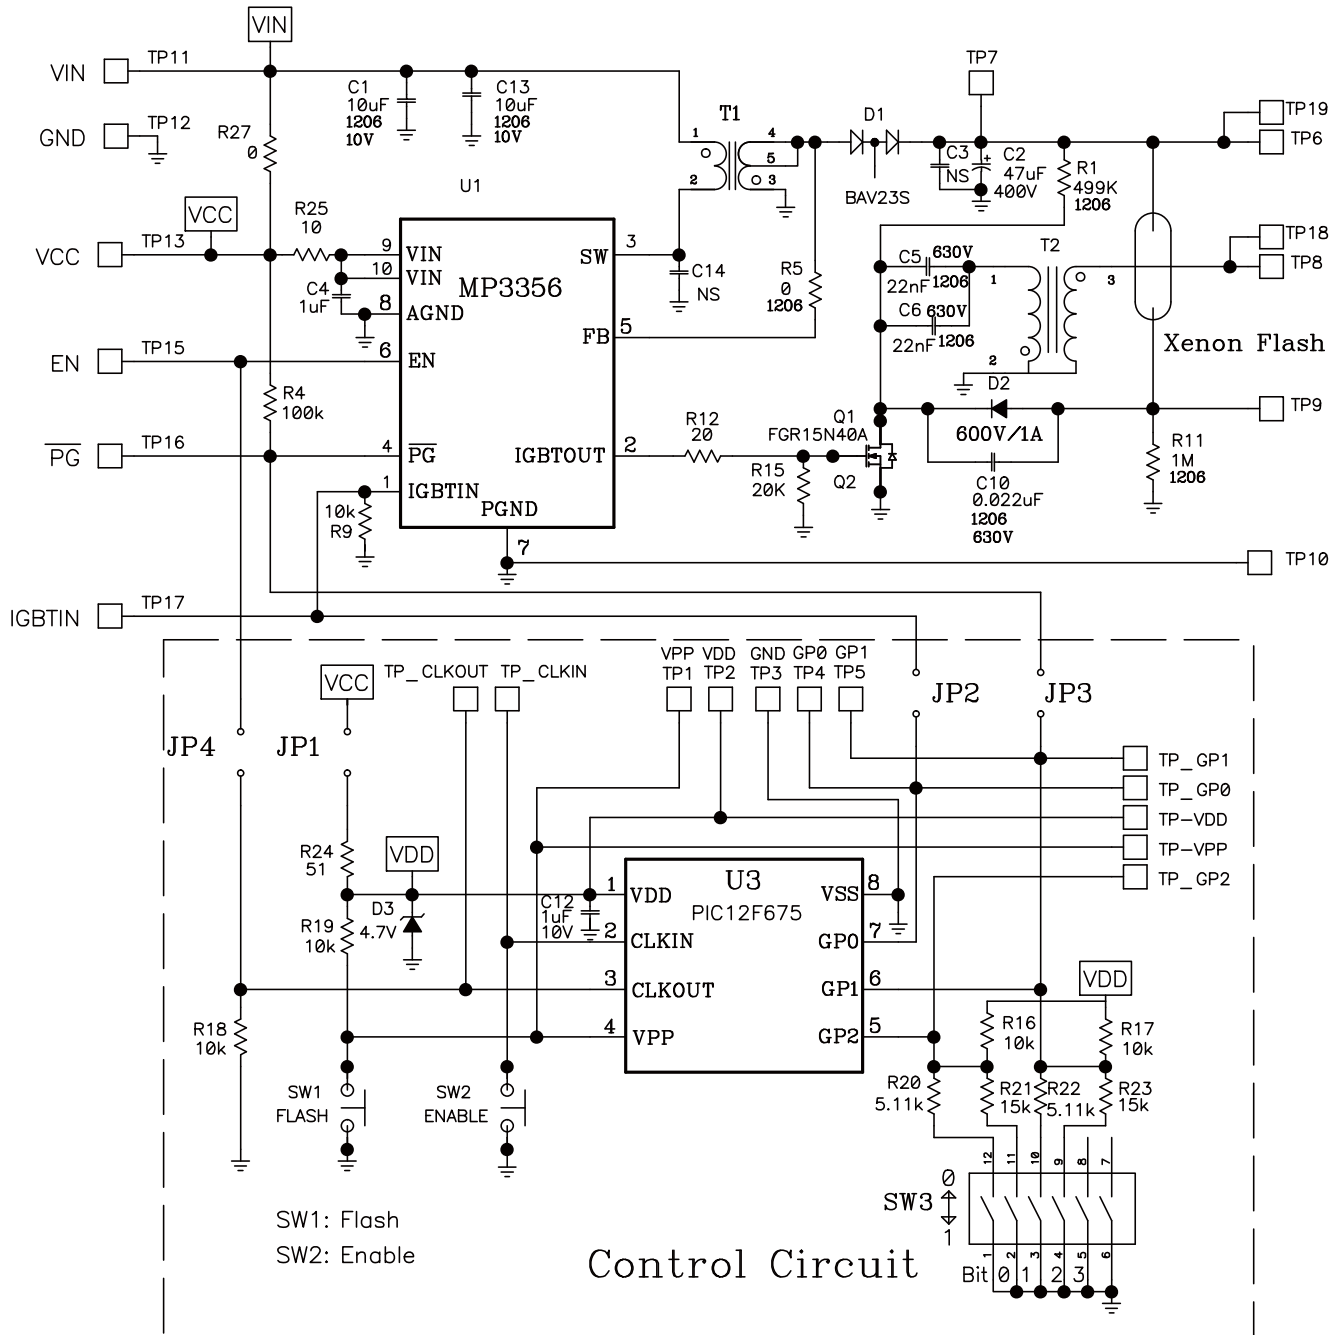 VIN
VIN
TP11
GND
TP12
R27
0
C1
10uF
1206
10V
C13
10uF
1206
10V
T1
1
2
4
5
3
D1
BAV23S
TP7
C3
NS
C2
+
47uF
400V
R1
499K
1206
TP19
TP6
U1
VCC
VCC
TP13
R25
10
C4
1uF
9
10
8
6
4
1
VIN
VIN
AGND
EN
PG
IGBTIN
MP3356
SW
FB
IGBTOUT
PGND
3
5
2
7
C14
NS
R5
0
1206
C5
630V
22nF
1206
C6
630V
22nF
1206
T2
1
2
3
TP18
TP8
Xenon Flash
EN
TP15
R4
100k
PG
TP16
10k
R9
R12
20
R15
20K
Q1
FGR15N40A
Q2
D2
600V/1A
C10
0.022uF
1206
630V
TP9
R11
1M
1206
TP10
IGBTIN
TP17
VCC
TP_CLKOUT
TP_CLKIN
VPP
TP1
VDD
TP2
GND
TP3
GP0
TP4
GP1
TP5
JP2
JP3
JP4
JP1
TP_GP1
TP_GP0
TP-VDD
TP-VPP
TP_GP2
R24
51
VDD
R19
10k
D3
4.7V
C12
1uF
10V
U3
PIC12F675
1
VDD
2
CLKIN
3
CLKOUT
4
VPP
VSS
8
GP0
7
GP1
6
GP2
5
VDD
R18
10k
R16
10k
R17
10k
R20
5.11k
R21
15k
R22
5.11k
R23
15k
SW1
FLASH
SW2
ENABLE
12
11
10
9
8
7
SW3
0
1
1
2
3
4
5
6
Bit 0 1 2 3
SW1: Flash
SW2: Enable
Control Circuit